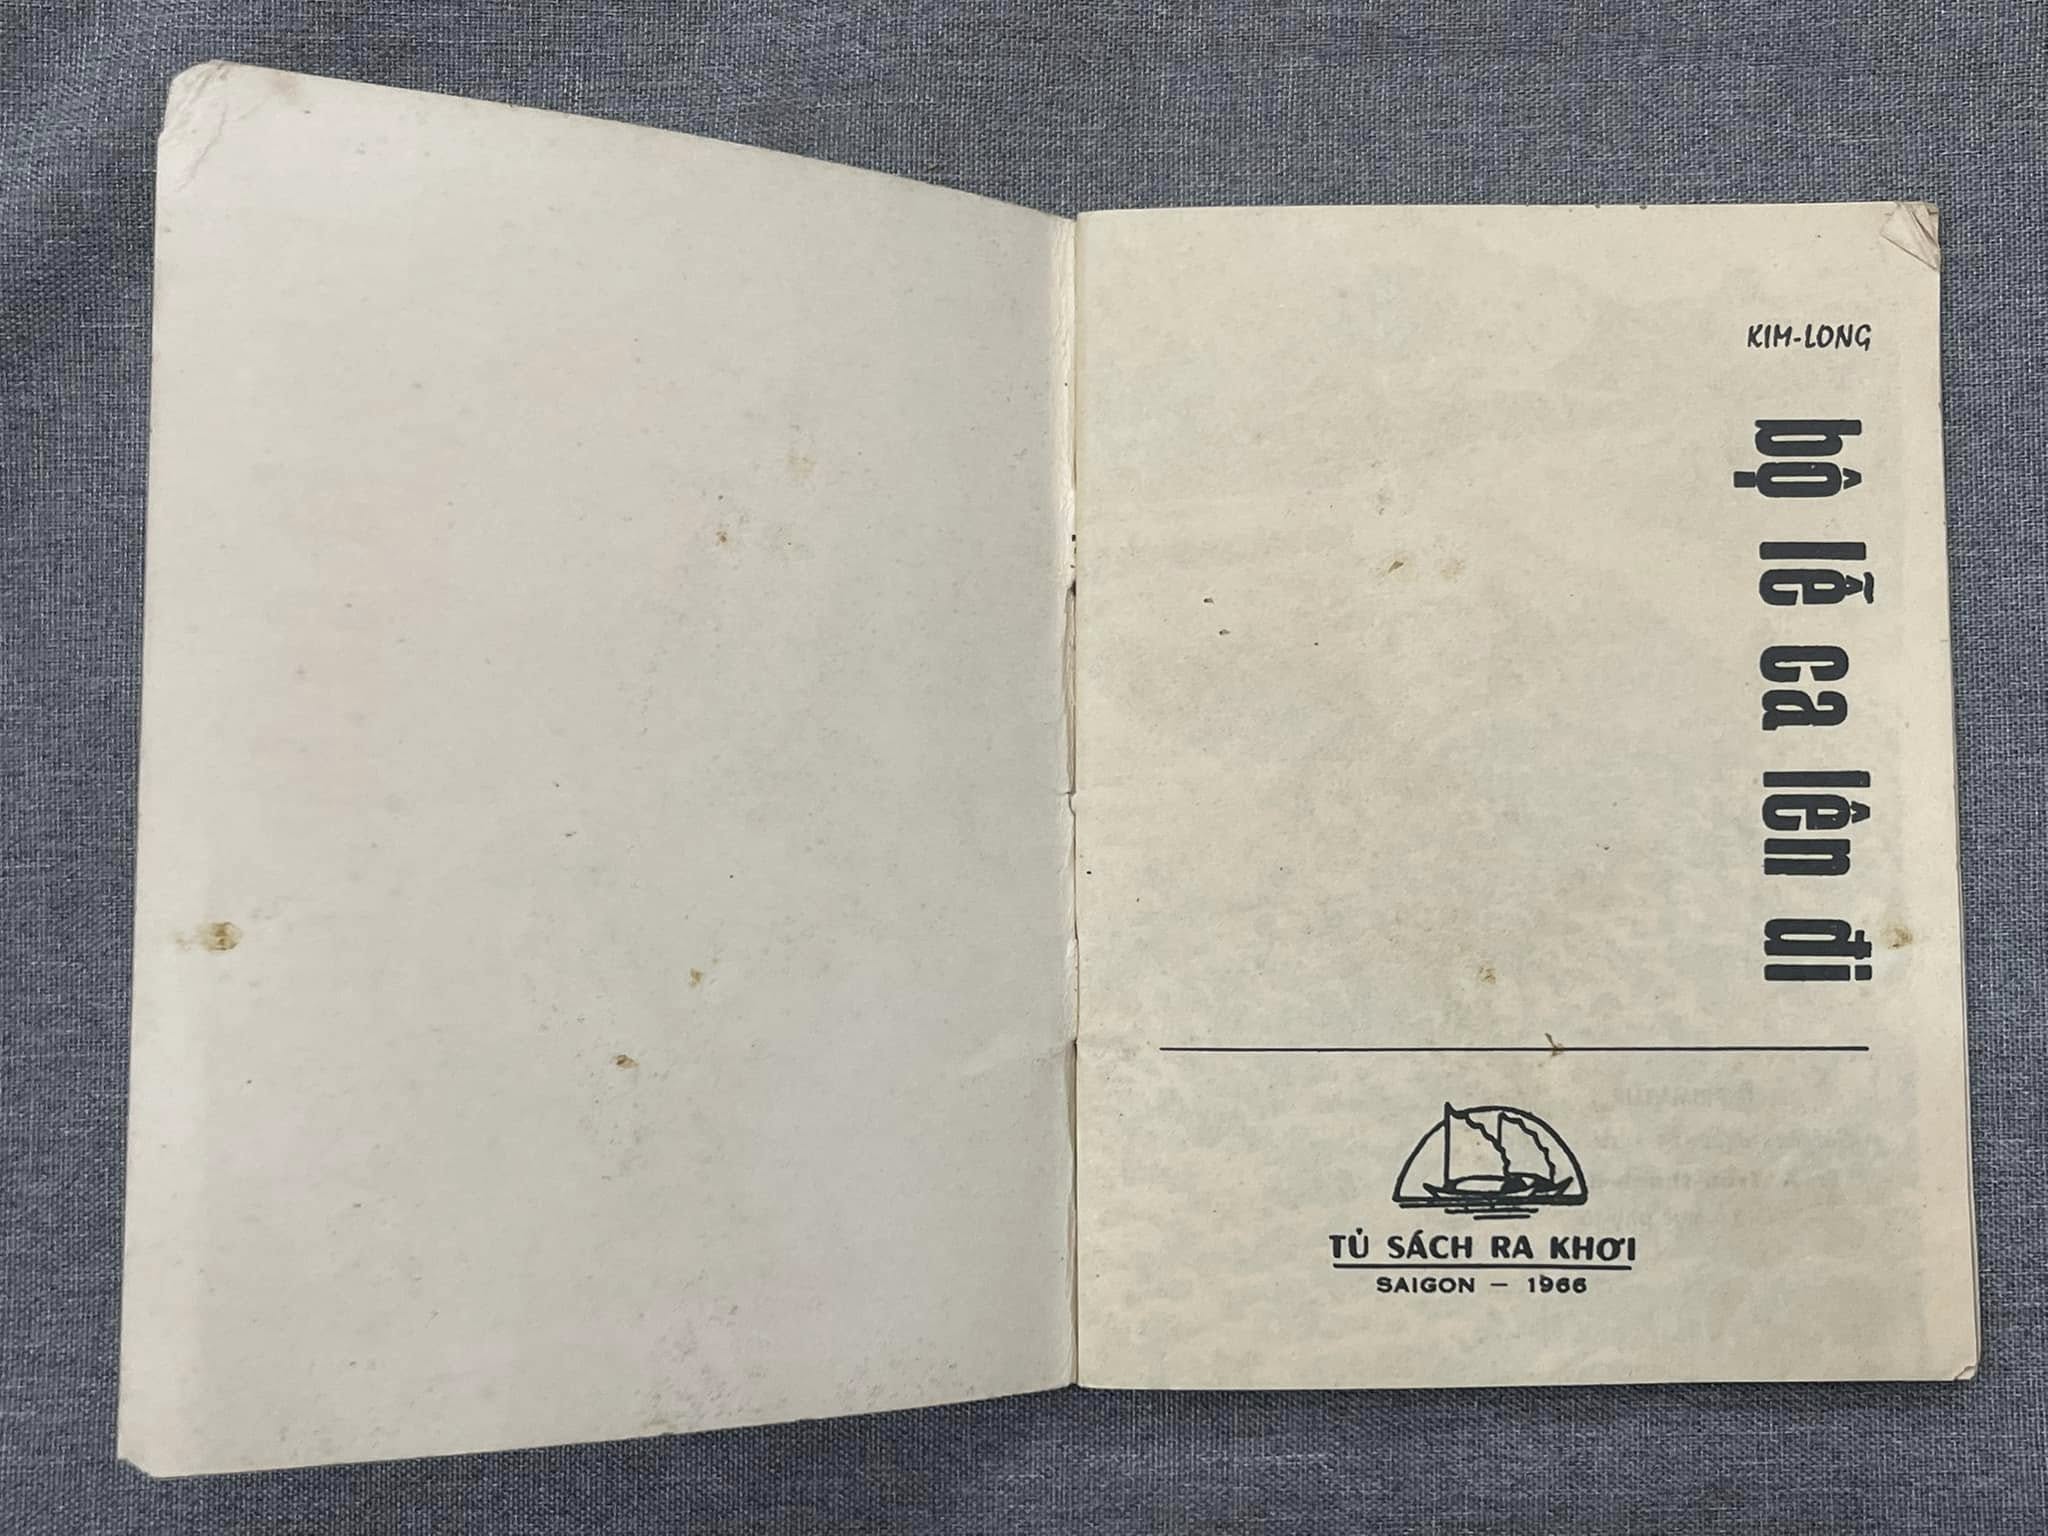 KIM-LONG
bộ lễ ca lên đi
TỦ SÁCH RA KHƠI
SAIGON – 1966